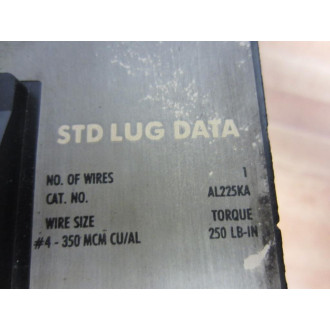 STD LUG DATA
NO. OF WIRES 1
CAT. NO. AL225KA
WIRE SIZE TORQUE
#4 - 350 MCM CU/AL 250 LB-IN